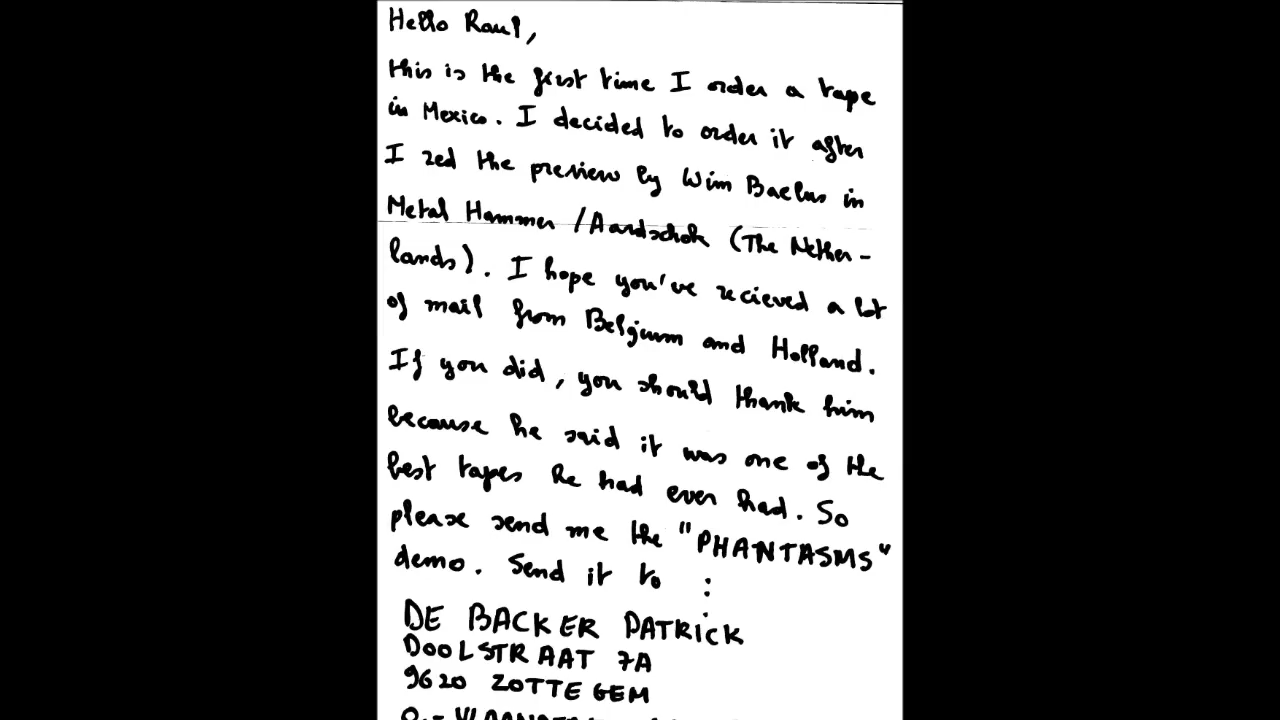 Hello Raul,
this is the first time I order a tape
in Mexico. I decided to order it after
I red the preview by Wim Baelus in
Metal Hammer / Aardschok (The Nether-
lands). I hope you've recieved a lot
of mail from Belgium and Holland.
If you did, you should thank him
because he said it was one of the
best tapes he had ever had. So
please send me the "PHANTASMS"
demo. Send it to :
DE BACKER PATRICK
DOOLSTRAAT 7A
9620 ZOTTEGEM